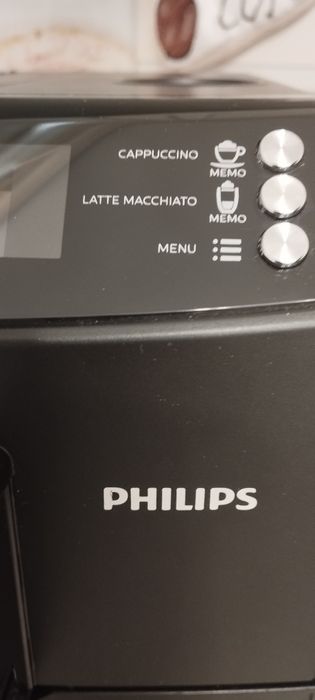 CAPPUCCINO
MEMO
LATTE MACCHIATO
MEMO
MENU
PHILIPS